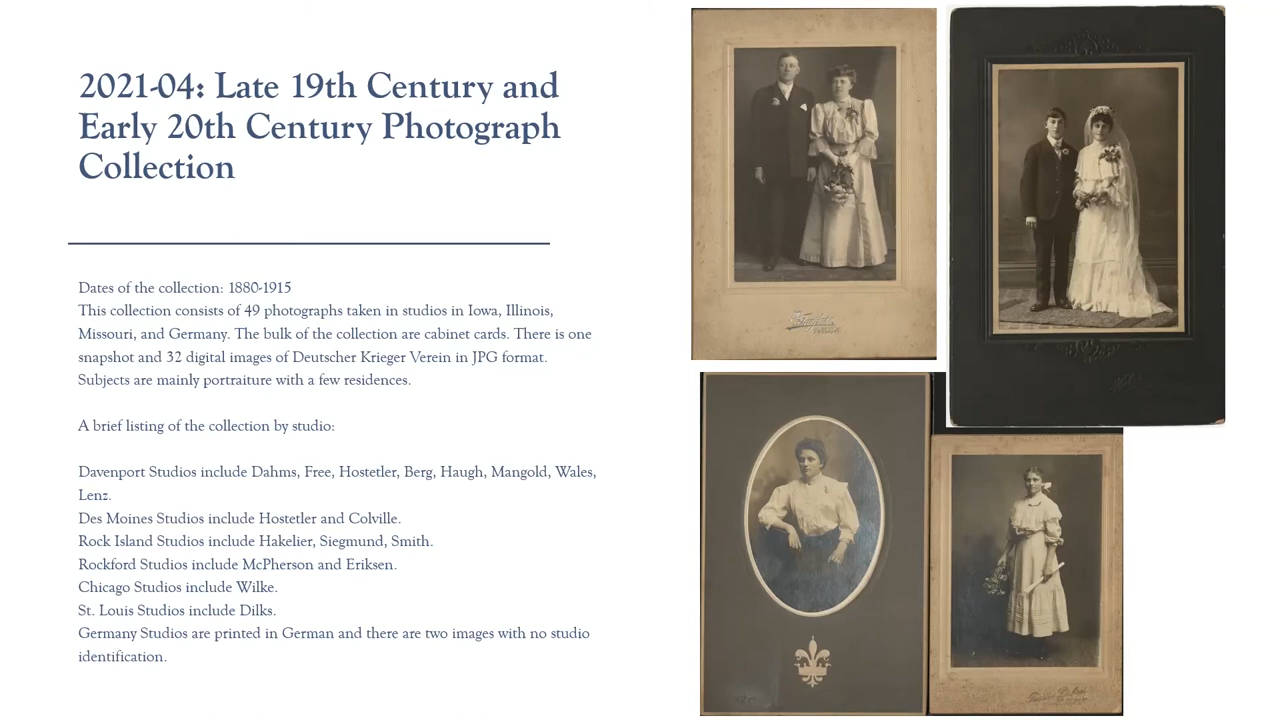 2021-04: Late 19th Century and
Early 20th Century Photograph
Collection
Dates of the collection: 1880-1915
This collection consists of 49 photographs taken in studios in Iowa, Illinois,
Missouri, and Germany. The bulk of the collection are cabinet cards. There is one
snapshot and 32 digital images of Deutscher Krieger Verein in JPG format.
Subjects are mainly portraiture with a few residences.
A brief listing of the collection by studio:
Davenport Studios include Dahms, Free, Hostetler, Berg, Haugh, Mangold, Wales,
Lenz.
Des Moines Studios include Hostetler and Colville.
Rock Island Studios include Hakelier, Siegmund, Smith.
Rockford Studios include McPherson and Eriksen.
Chicago Studios include Wilke.
St. Louis Studios include Dilks.
Germany Studios are printed in German and there are two images with no studio
identification.